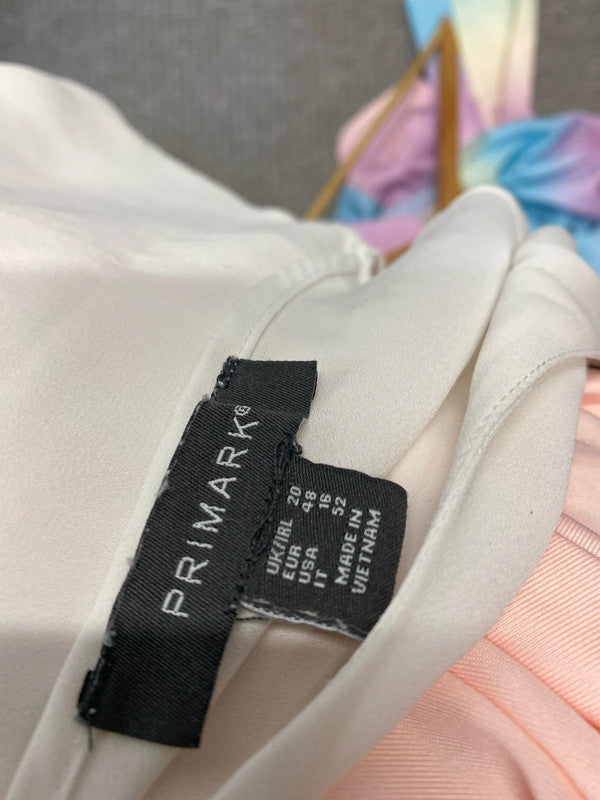 PRIMARK®
UK/IRL 20
EUR 48
USA 16
IT 52
MADE IN
VIETNAM